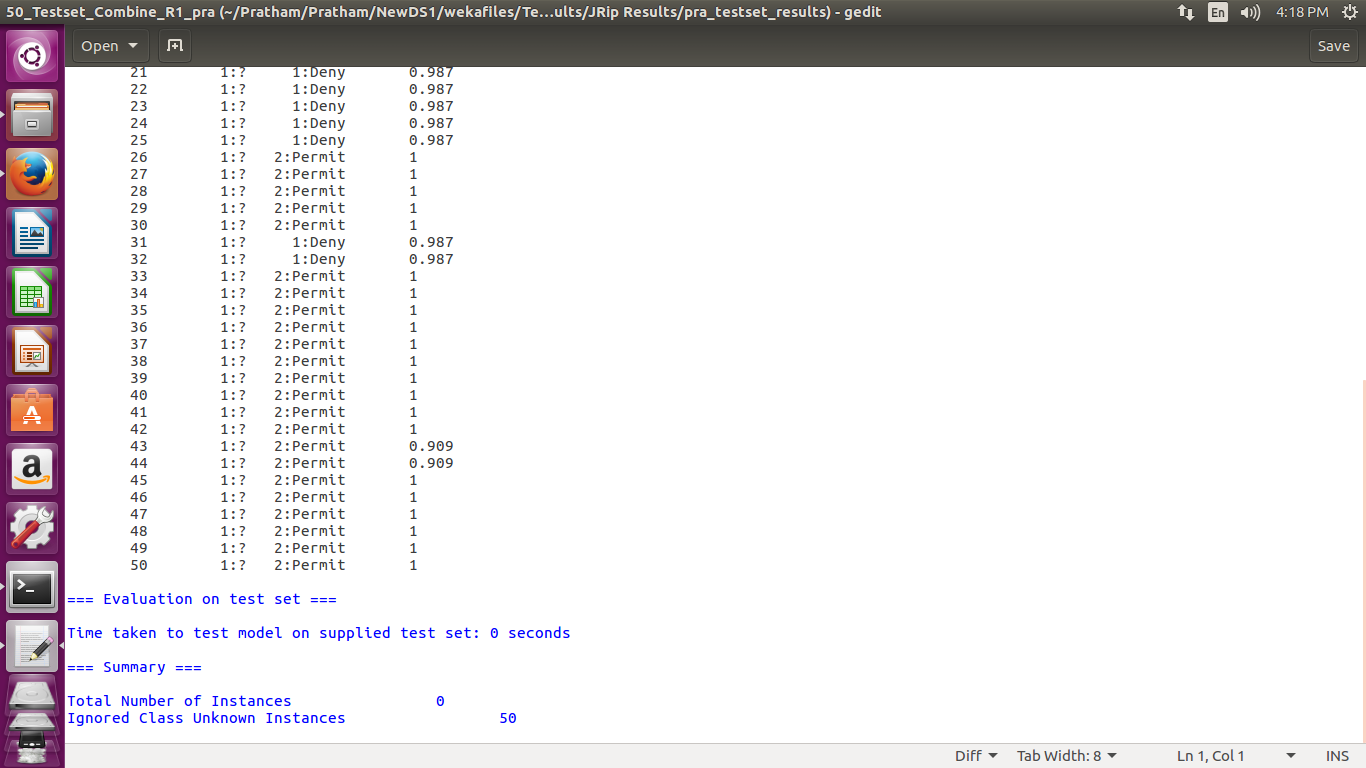 50_Testset_Combine_R1_pra (~/Pratham/Pratham/NewDS1/wekafiles/Te...ults/JRip Results/pra_testset_results) - gedit
En
4:18 PM
Open
Save
21 1:? 1:Deny 0.987
22 1:? 1:Deny 0.987
23 1:? 1:Deny 0.987
24 1:? 1:Deny 0.987
25 1:? 1:Deny 0.987
26 1:? 2:Permit 1
27 1:? 2:Permit 1
28 1:? 2:Permit 1
29 1:? 2:Permit 1
30 1:? 2:Permit 1
31 1:? 1:Deny 0.987
32 1:? 1:Deny 0.987
33 1:? 2:Permit 1
34 1:? 2:Permit 1
35 1:? 2:Permit 1
36 1:? 2:Permit 1
37 1:? 2:Permit 1
38 1:? 2:Permit 1
39 1:? 2:Permit 1
40 1:? 2:Permit 1
41 1:? 2:Permit 1
42 1:? 2:Permit 1
43 1:? 2:Permit 0.909
44 1:? 2:Permit 0.909
45 1:? 2:Permit 1
46 1:? 2:Permit 1
47 1:? 2:Permit 1
48 1:? 2:Permit 1
49 1:? 2:Permit 1
50 1:? 2:Permit 1
=== Evaluation on test set ===
Time taken to test model on supplied test set: 0 seconds
=== Summary ===
Total Number of Instances 0
Ignored Class Unknown Instances 50
Diff
Tab Width: 8
Ln 1, Col 1
INS